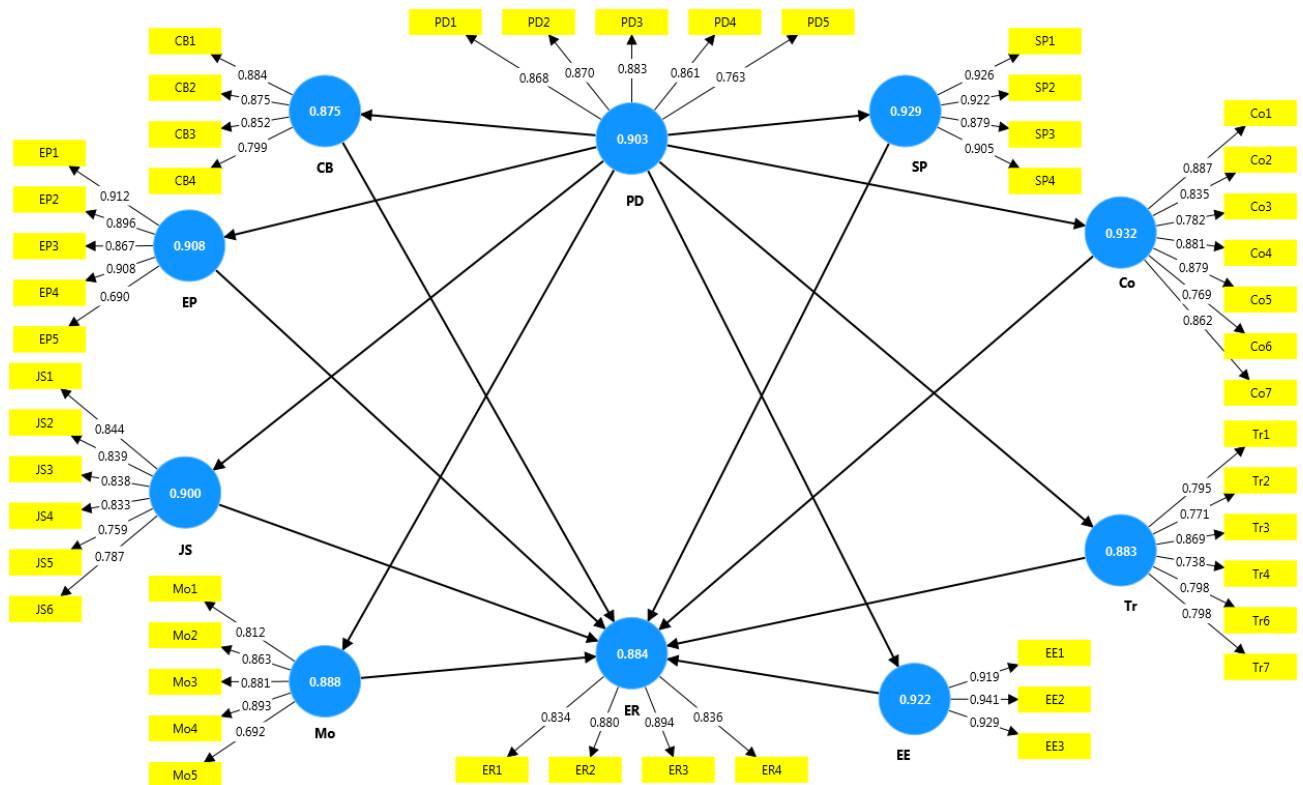 PD1 PD2 PD3 PD4 PD5
0.868 0.870 0.883 0.861 0.763
0.903
PD
CB1
CB2
CB3
CB4
0.884
0.875
0.852
0.799
0.875
CB
SP1
SP2
SP3
SP4
0.926
0.922
0.879
0.905
0.929
SP
EP1
EP2
EP3
EP4
EP5
0.912
0.896
0.867
0.908
0.690
0.908
EP
Co1
Co2
Co3
Co4
Co5
Co6
Co7
0.887
0.835
0.782
0.881
0.879
0.769
0.862
0.932
Co
JS1
JS2
JS3
JS4
JS5
JS6
0.844
0.839
0.838
0.833
0.759
0.787
0.900
JS
Tr1
Tr2
Tr3
Tr4
Tr6
Tr7
0.795
0.771
0.869
0.738
0.798
0.798
0.883
Tr
Mo1
Mo2
Mo3
Mo4
Mo5
0.812
0.863
0.881
0.893
0.692
0.888
Mo
0.884
ER
0.834 0.880 0.894 0.836
ER1 ER2 ER3 ER4
EE1
EE2
EE3
0.919
0.941
0.929
0.922
EE